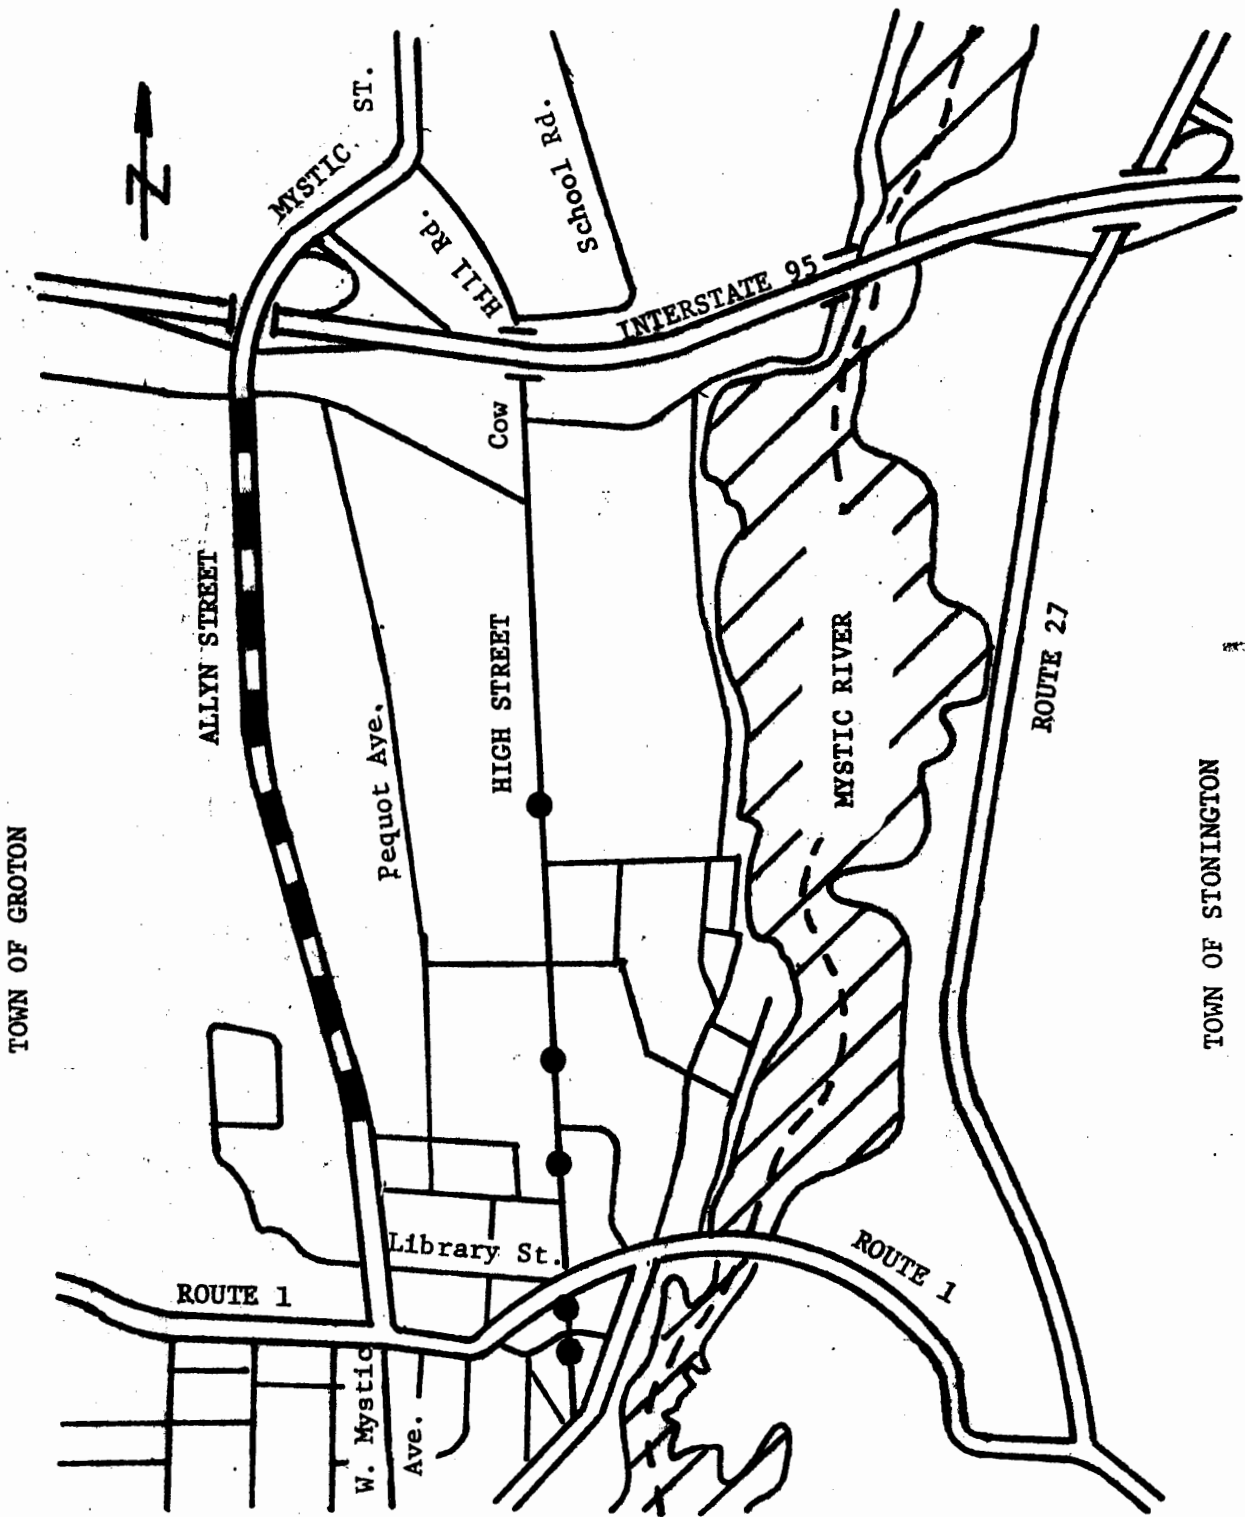 MYSTIC ST.
School Rd.
N
Hill Rd.
INTERSTATE 95
Cow
ALLYN STREET
HIGH STREET
Pequot Ave.
MYSTIC RIVER
ROUTE 27
TOWN OF GROTON
TOWN OF STONINGTON
Library St.
ROUTE 1
ROUTE 1
W. Mystic
Ave.